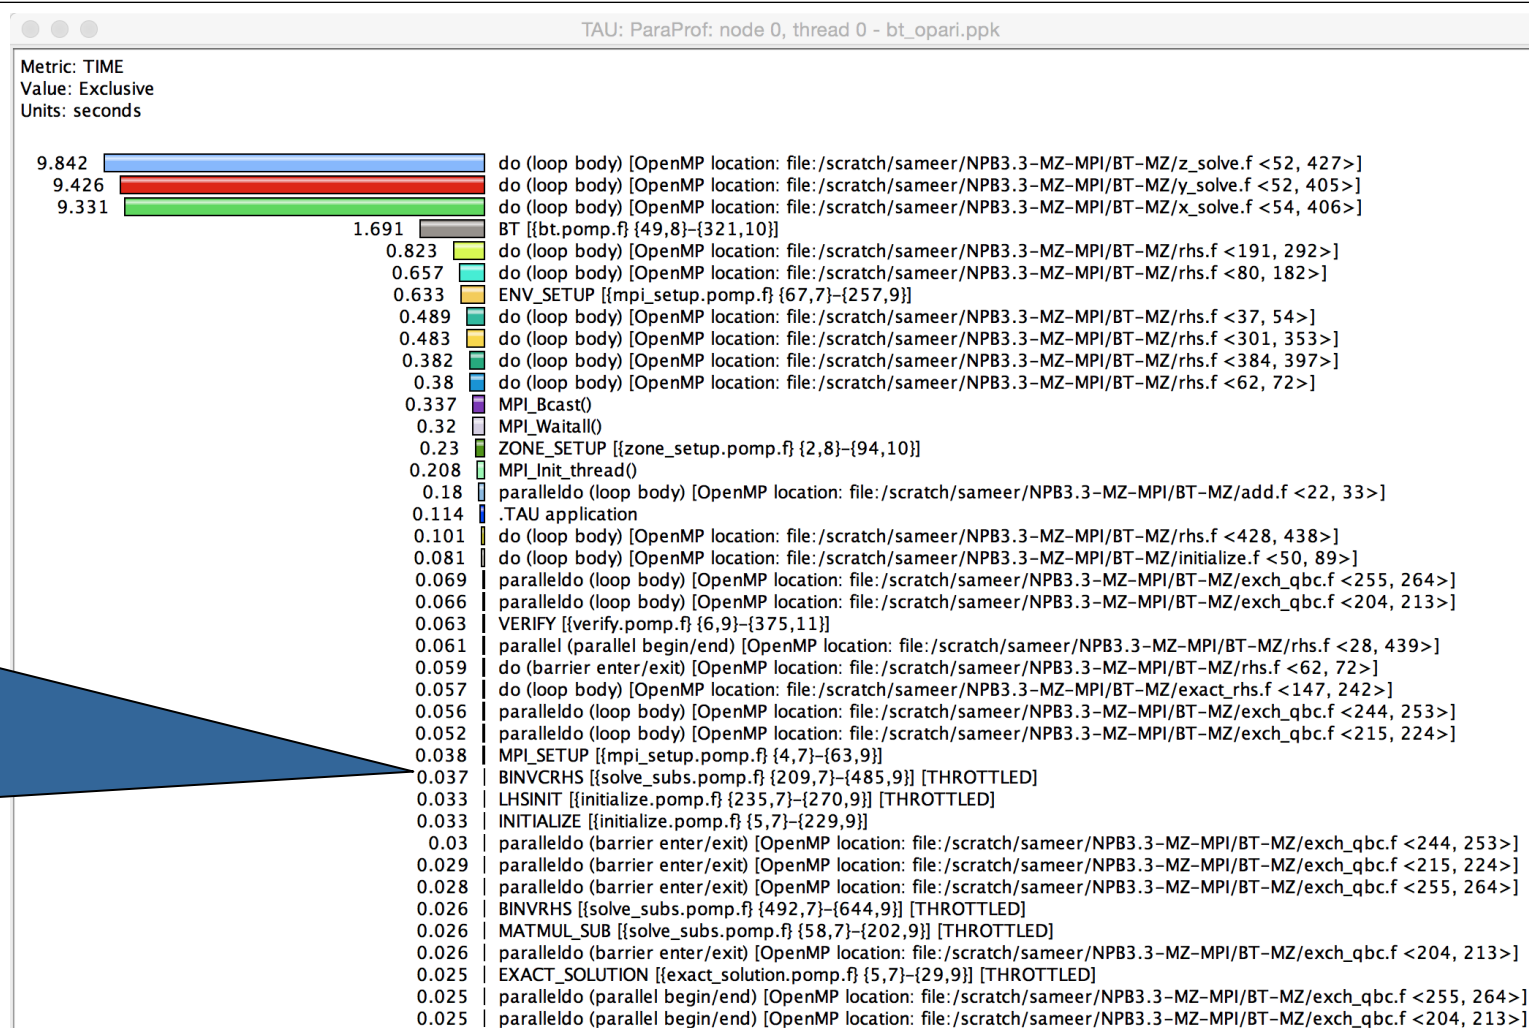 TAU: ParaProf: node 0, thread 0 - bt_opari.ppk
Metric: TIME
Value: Exclusive
Units: seconds
9.842 do (loop body) [OpenMP location: file:/scratch/sameer/NPB3.3-MZ-MPI/BT-MZ/z_solve.f <52, 427>]
9.426 do (loop body) [OpenMP location: file:/scratch/sameer/NPB3.3-MZ-MPI/BT-MZ/y_solve.f <52, 405>]
9.331 do (loop body) [OpenMP location: file:/scratch/sameer/NPB3.3-MZ-MPI/BT-MZ/x_solve.f <54, 406>]
1.691 BT [{bt.pomp.f} {49,8}-{321,10}]
0.823 do (loop body) [OpenMP location: file:/scratch/sameer/NPB3.3-MZ-MPI/BT-MZ/rhs.f <191, 292>]
0.657 do (loop body) [OpenMP location: file:/scratch/sameer/NPB3.3-MZ-MPI/BT-MZ/rhs.f <80, 182>]
0.633 ENV_SETUP [{mpi_setup.pomp.f} {67,7}-{257,9}]
0.489 do (loop body) [OpenMP location: file:/scratch/sameer/NPB3.3-MZ-MPI/BT-MZ/rhs.f <37, 54>]
0.483 do (loop body) [OpenMP location: file:/scratch/sameer/NPB3.3-MZ-MPI/BT-MZ/rhs.f <301, 353>]
0.382 do (loop body) [OpenMP location: file:/scratch/sameer/NPB3.3-MZ-MPI/BT-MZ/rhs.f <384, 397>]
0.38 do (loop body) [OpenMP location: file:/scratch/sameer/NPB3.3-MZ-MPI/BT-MZ/rhs.f <62, 72>]
0.337 MPI_Bcast()
0.32 MPI_Waitall()
0.23 ZONE_SETUP [{zone_setup.pomp.f} {2,8}-{94,10}]
0.208 MPI_Init_thread()
0.18 paralleldo (loop body) [OpenMP location: file:/scratch/sameer/NPB3.3-MZ-MPI/BT-MZ/add.f <22, 33>]
0.114 .TAU application
0.101 do (loop body) [OpenMP location: file:/scratch/sameer/NPB3.3-MZ-MPI/BT-MZ/rhs.f <428, 438>]
0.081 do (loop body) [OpenMP location: file:/scratch/sameer/NPB3.3-MZ-MPI/BT-MZ/initialize.f <50, 89>]
0.069 paralleldo (loop body) [OpenMP location: file:/scratch/sameer/NPB3.3-MZ-MPI/BT-MZ/exch_qbc.f <255, 264>]
0.066 paralleldo (loop body) [OpenMP location: file:/scratch/sameer/NPB3.3-MZ-MPI/BT-MZ/exch_qbc.f <204, 213>]
0.063 VERIFY [{verify.pomp.f} {6,9}-{375,11}]
0.061 parallel (parallel begin/end) [OpenMP location: file:/scratch/sameer/NPB3.3-MZ-MPI/BT-MZ/rhs.f <28, 439>]
0.059 do (barrier enter/exit) [OpenMP location: file:/scratch/sameer/NPB3.3-MZ-MPI/BT-MZ/rhs.f <62, 72>]
0.057 do (loop body) [OpenMP location: file:/scratch/sameer/NPB3.3-MZ-MPI/BT-MZ/exact_rhs.f <147, 242>]
0.056 paralleldo (loop body) [OpenMP location: file:/scratch/sameer/NPB3.3-MZ-MPI/BT-MZ/exch_qbc.f <244, 253>]
0.052 paralleldo (loop body) [OpenMP location: file:/scratch/sameer/NPB3.3-MZ-MPI/BT-MZ/exch_qbc.f <215, 224>]
0.038 MPI_SETUP [{mpi_setup.pomp.f} {4,7}-{63,9}]
0.037 BINVCRHS [{solve_subs.pomp.f} {209,7}-{485,9}] [THROTTLED]
0.033 LHSINIT [{initialize.pomp.f} {235,7}-{270,9}] [THROTTLED]
0.033 INITIALIZE [{initialize.pomp.f} {5,7}-{229,9}]
0.03 paralleldo (barrier enter/exit) [OpenMP location: file:/scratch/sameer/NPB3.3-MZ-MPI/BT-MZ/exch_qbc.f <244, 253>]
0.029 paralleldo (barrier enter/exit) [OpenMP location: file:/scratch/sameer/NPB3.3-MZ-MPI/BT-MZ/exch_qbc.f <215, 224>]
0.028 paralleldo (barrier enter/exit) [OpenMP location: file:/scratch/sameer/NPB3.3-MZ-MPI/BT-MZ/exch_qbc.f <255, 264>]
0.026 BINVRHS [{solve_subs.pomp.f} {492,7}-{644,9}] [THROTTLED]
0.026 MATMUL_SUB [{solve_subs.pomp.f} {58,7}-{202,9}] [THROTTLED]
0.026 paralleldo (barrier enter/exit) [OpenMP location: file:/scratch/sameer/NPB3.3-MZ-MPI/BT-MZ/exch_qbc.f <204, 213>]
0.025 EXACT_SOLUTION [{exact_solution.pomp.f} {5,7}-{29,9}] [THROTTLED]
0.025 paralleldo (parallel begin/end) [OpenMP location: file:/scratch/sameer/NPB3.3-MZ-MPI/BT-MZ/exch_qbc.f <255, 264>]
0.025 paralleldo (parallel begin/end) [OpenMP location: file:/scratch/sameer/NPB3.3-MZ-MPI/BT-MZ/exch_qbc.f <204, 213>]